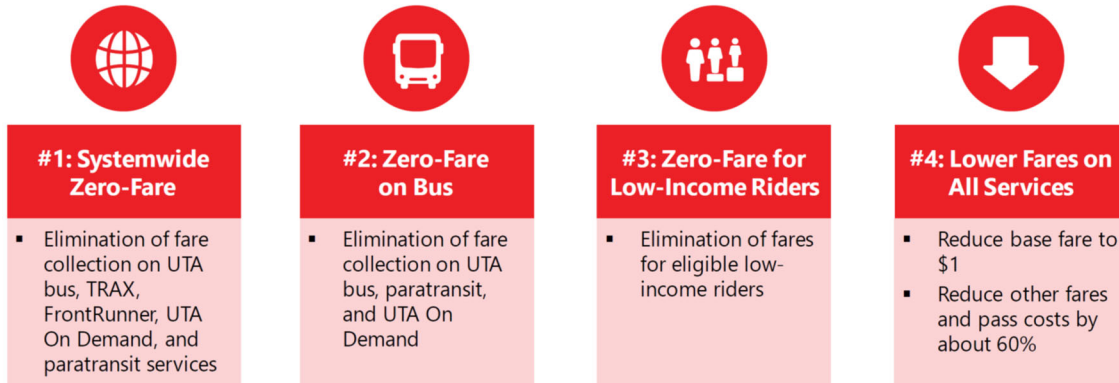 #1: Systemwide
Zero-Fare
▪ Elimination of fare
collection on UTA
bus, TRAX,
FrontRunner, UTA
On Demand, and
paratransit services
#2: Zero-Fare
on Bus
▪ Elimination of fare
collection on UTA
bus, paratransit,
and UTA On
Demand
#3: Zero-Fare for
Low-Income Riders
▪ Elimination of fares
for eligible low-
income riders
#4: Lower Fares on
All Services
▪ Reduce base fare to
$1
▪ Reduce other fares
and pass costs by
about 60%